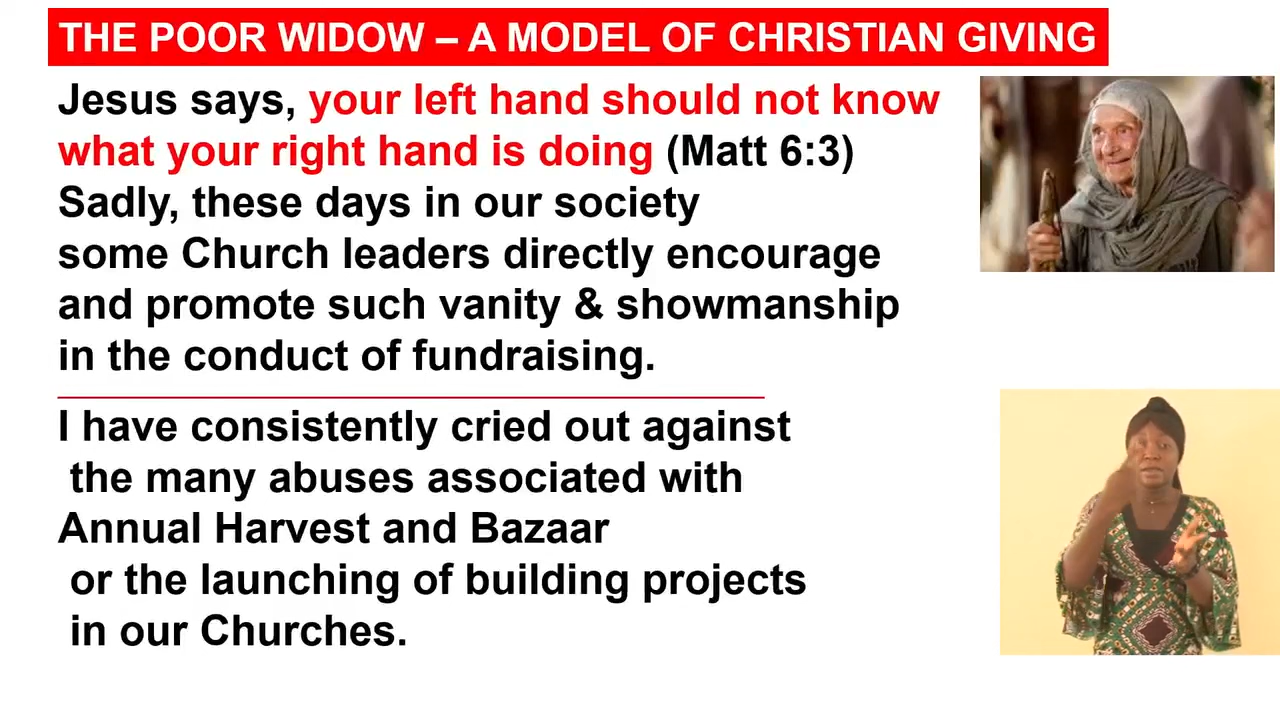 THE POOR WIDOW – A MODEL OF CHRISTIAN GIVING
Jesus says, your left hand should not know
what your right hand is doing (Matt 6:3)
Sadly, these days in our society
some Church leaders directly encourage
and promote such vanity & showmanship
in the conduct of fundraising.
I have consistently cried out against
the many abuses associated with
Annual Harvest and Bazaar
or the launching of building projects
in our Churches.